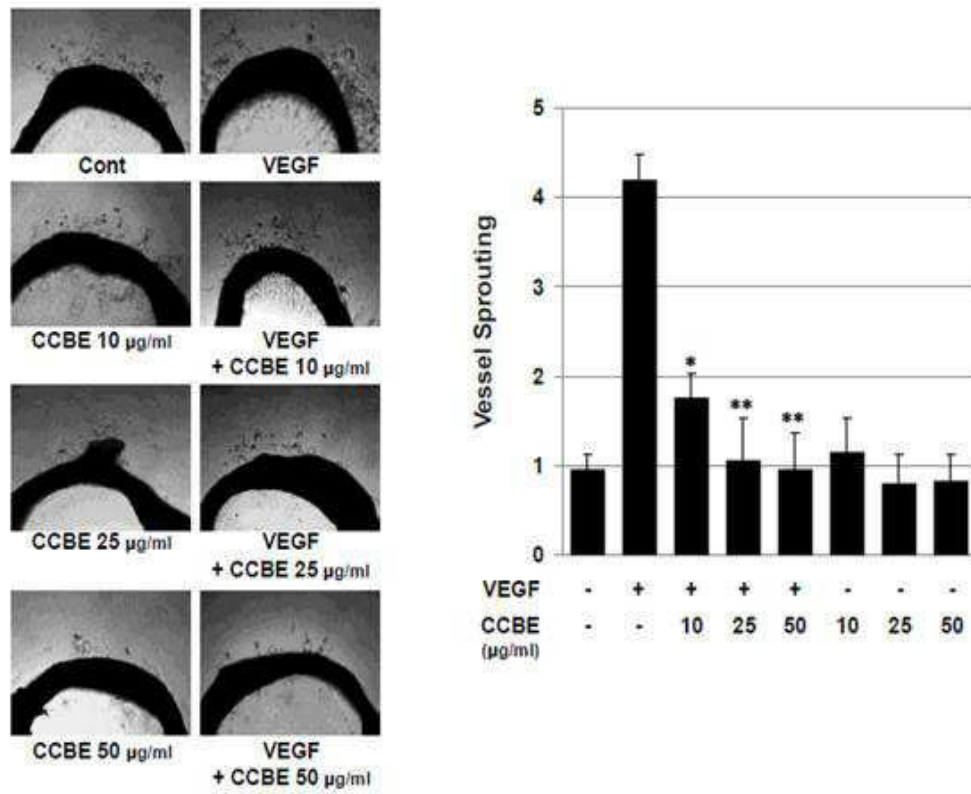 Cont VEGF
CCBE 10 µg/ml VEGF
+ CCBE 10 µg/ml
CCBE 25 µg/ml VEGF
+ CCBE 25 µg/ml
CCBE 50 µg/ml VEGF
+ CCBE 50 µg/ml
Vessel Sprouting
5
4
3
2
1
0
*
**
**
VEGF - + + + + - - -
CCBE - - 10 25 50 10 25 50
(µg/ml)